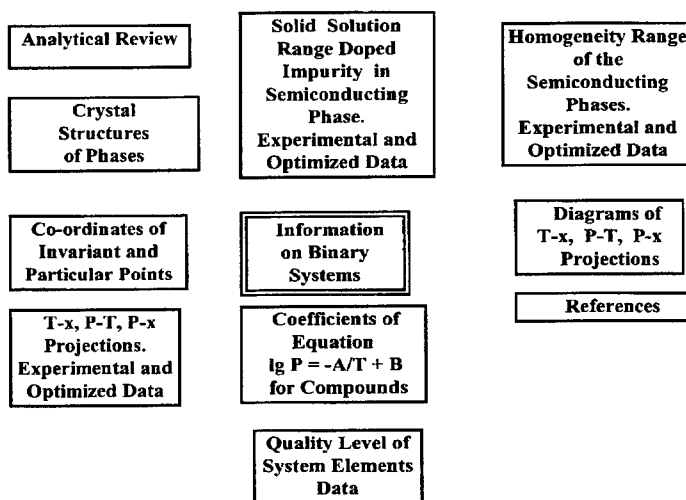 Analytical Review
Crystal
Structures
of Phases
Co-ordinates of
Invariant and
Particular Points
T-x, P-T, P-x
Projections.
Experimental and
Optimized Data
Solid Solution
Range Doped
Impurity in
Semiconducting
Phase.
Experimental and
Optimized Data
Information
on Binary
Systems
Coefficients of
Equation
lg P = -A/T + B
for Compounds
Quality Level of
System Elements
Data
Homogeneity Range
of the
Semiconducting
Phases.
Experimental and
Optimized Data
Diagrams of
T-x, P-T, P-x
Projections
References